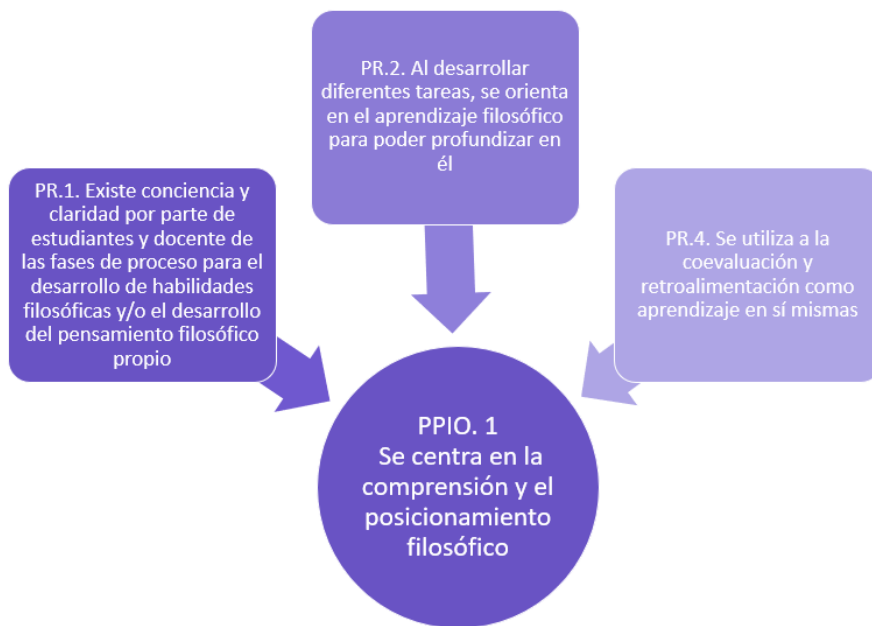 PR.1. Existe conciencia y
claridad por parte de
estudiantes y docente de
las fases de proceso para el
desarrollo de habilidades
filosóficas y/o el desarrollo
del pensamiento filosófico
propio
PR.2. Al desarrollar
diferentes tareas, se orienta
en el aprendizaje filosófico
para poder profundizar en
él
PR.4. Se utiliza a la
coevaluación y
retroalimentación como
aprendizaje en sí mismas
PPIO. 1
Se centra en la
comprensión y el
posicionamiento
filosófico